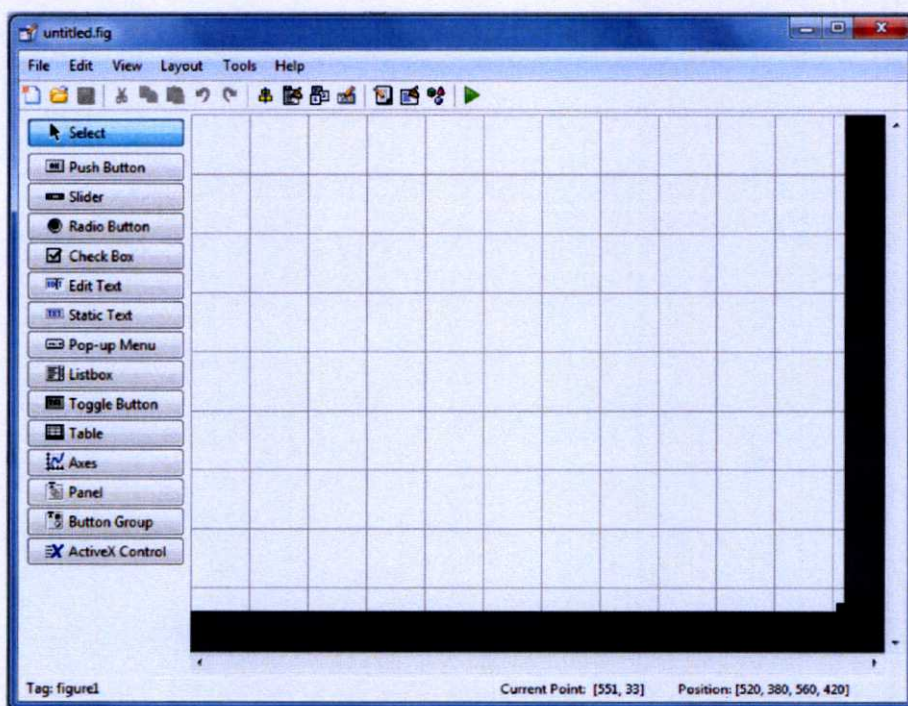 untitled.fig
File Edit View Layout Tools Help
Select
Push Button
Slider
Radio Button
Check Box
Edit Text
Static Text
Pop-up Menu
Listbox
Toggle Button
Table
Axes
Panel
Button Group
ActiveX Control
Tag: figure1 Current Point: [551, 33] Position: [520, 380, 560, 420]